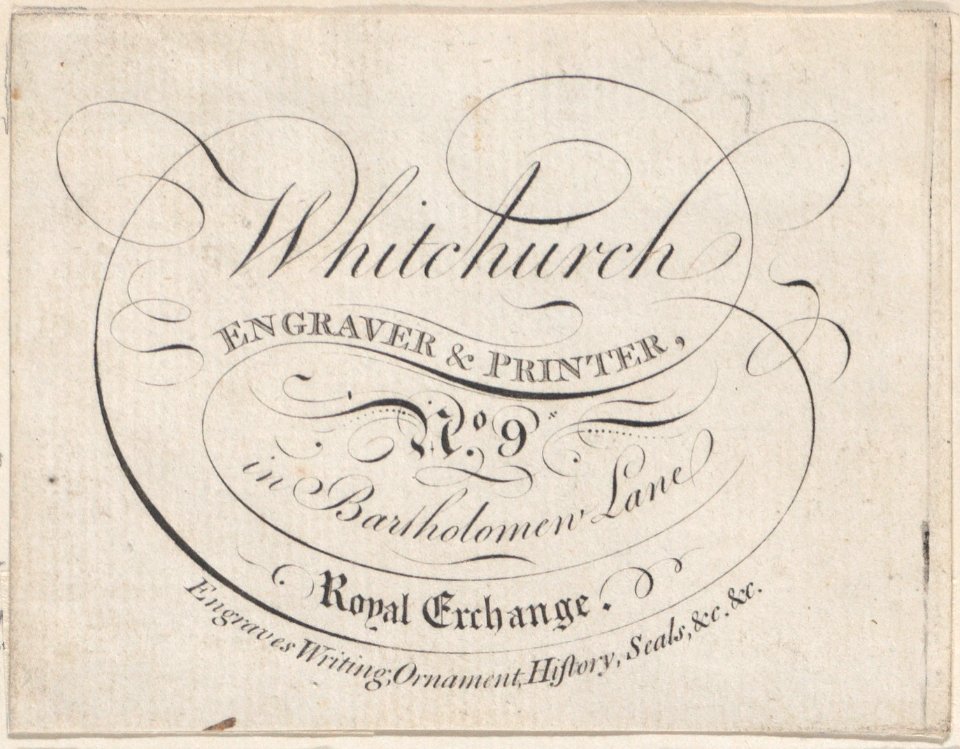 Whitchurch
ENGRAVER & PRINTER,
No. 9
in Bartholomew Lane
Royal Exchange.
Engraves Writing, Ornament, Hiſtory, Seals, &c. &c.